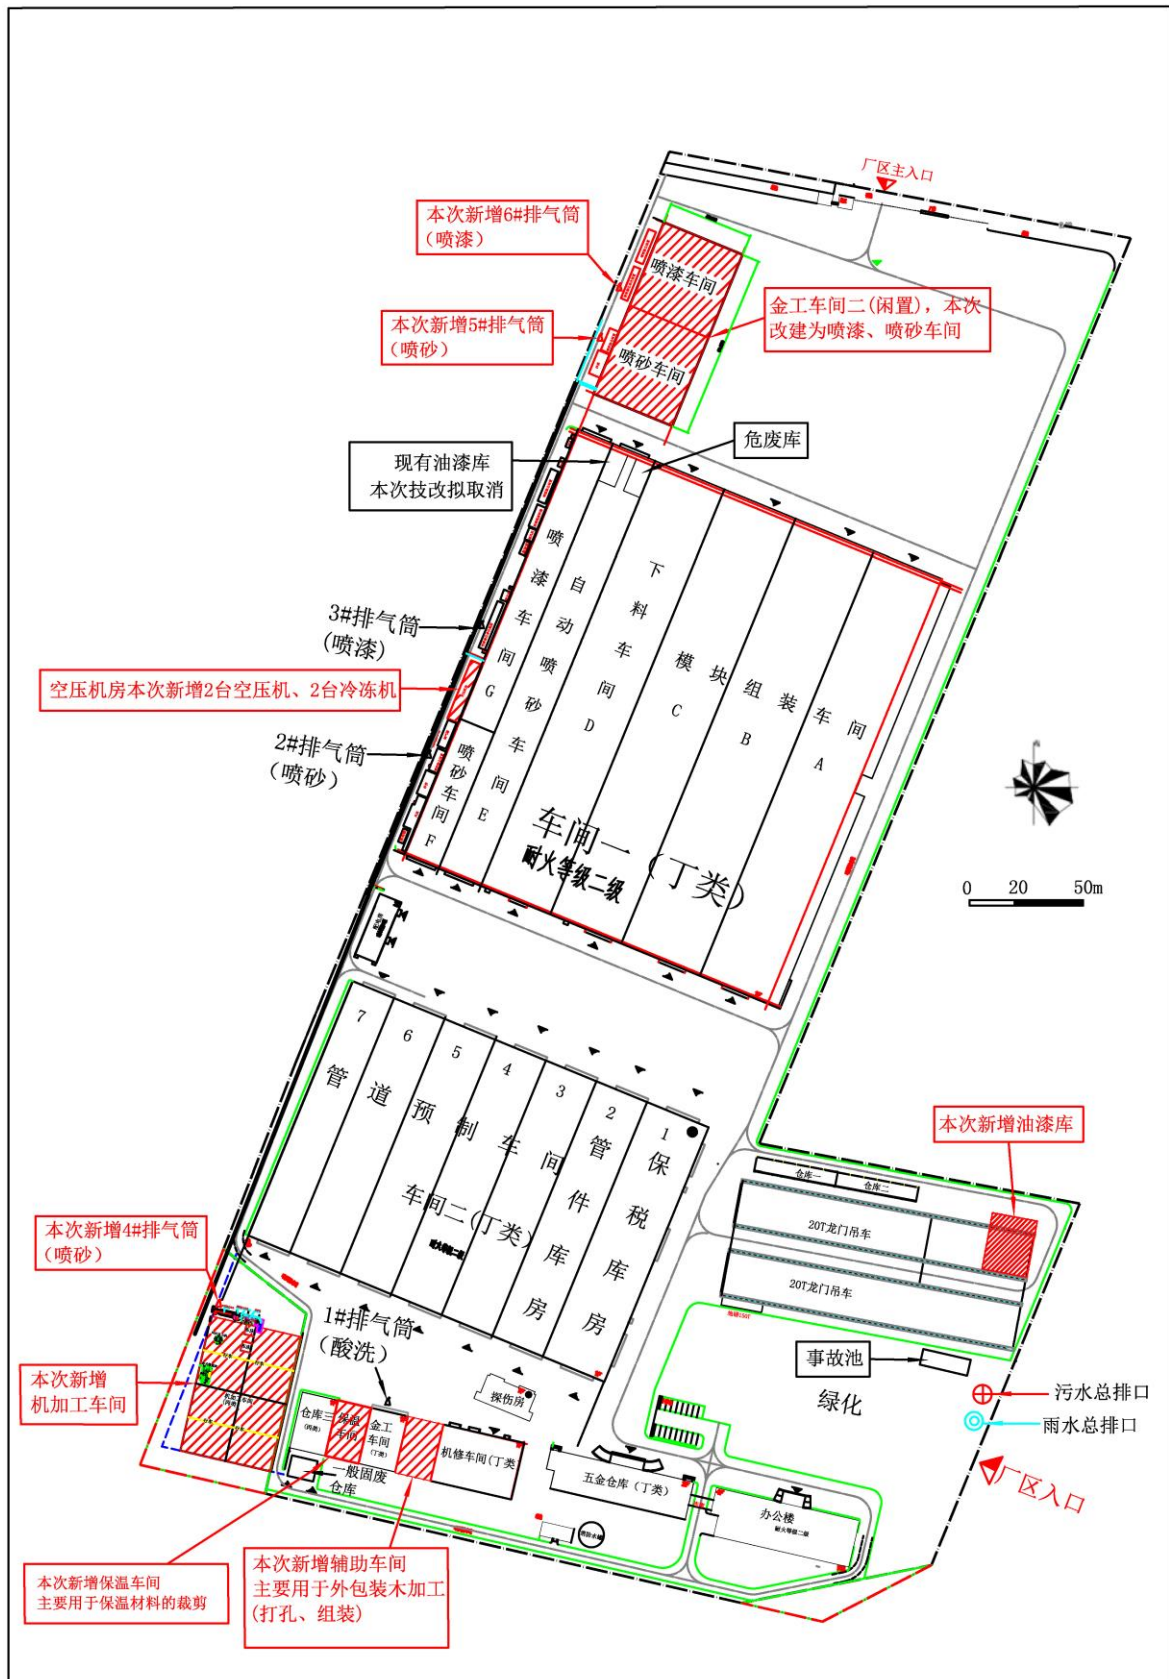 厂区主入口
本次新增6#排气筒
（喷漆）
喷漆车间
金工车间二(闲置)，本次
改建为喷漆、喷砂车间
本次新增5#排气筒
（喷砂）
喷砂车间
危废库
现有油漆库
本次技改拟取消
喷漆车间G
自动喷砂车间E
下料车间D
模块组装车间
C
B
A
3#排气筒
(喷漆)
空压机房本次新增2台空压机、2台冷冻机
2#排气筒
（喷砂）
喷砂车间F
车间一（丁类）
耐火等级二级
0 20 50m
7
6
5
4
3
2
1
管道预制车间
管件库房
保税库房
车间二(丁类)
本次新增油漆库
仓库一
仓库二
20T龙门吊车
20T龙门吊车
本次新增4#排气筒
（喷砂）
1#排气筒
（酸洗）
事故池
绿化
污水总排口
雨水总排口
厂区入口
本次新增
机加工车间
探伤房
仓库三
保温车间
金工
车间
(丁类)
机修车间(丁类
一般固废
仓库
五金仓库（丁类）
办公楼
耐火等级二级
本次新增保温车间
主要用于保温材料的裁剪
本次新增辅助车间
主要用于外包装木加工
(打孔、组装)